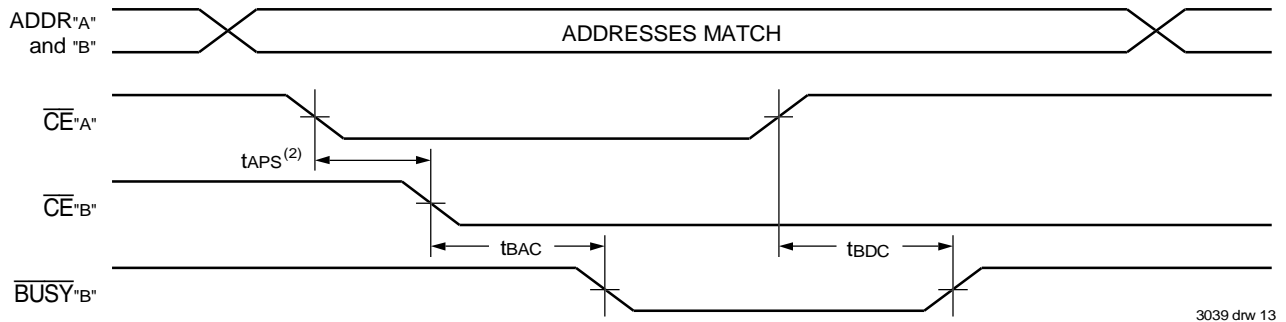 ADDR"A"
and "B"
ADDRESSES MATCH
CE"A"
tAPS(2)
CE"B"
tBAC
tBDC
BUSY"B"
3039 drw 13